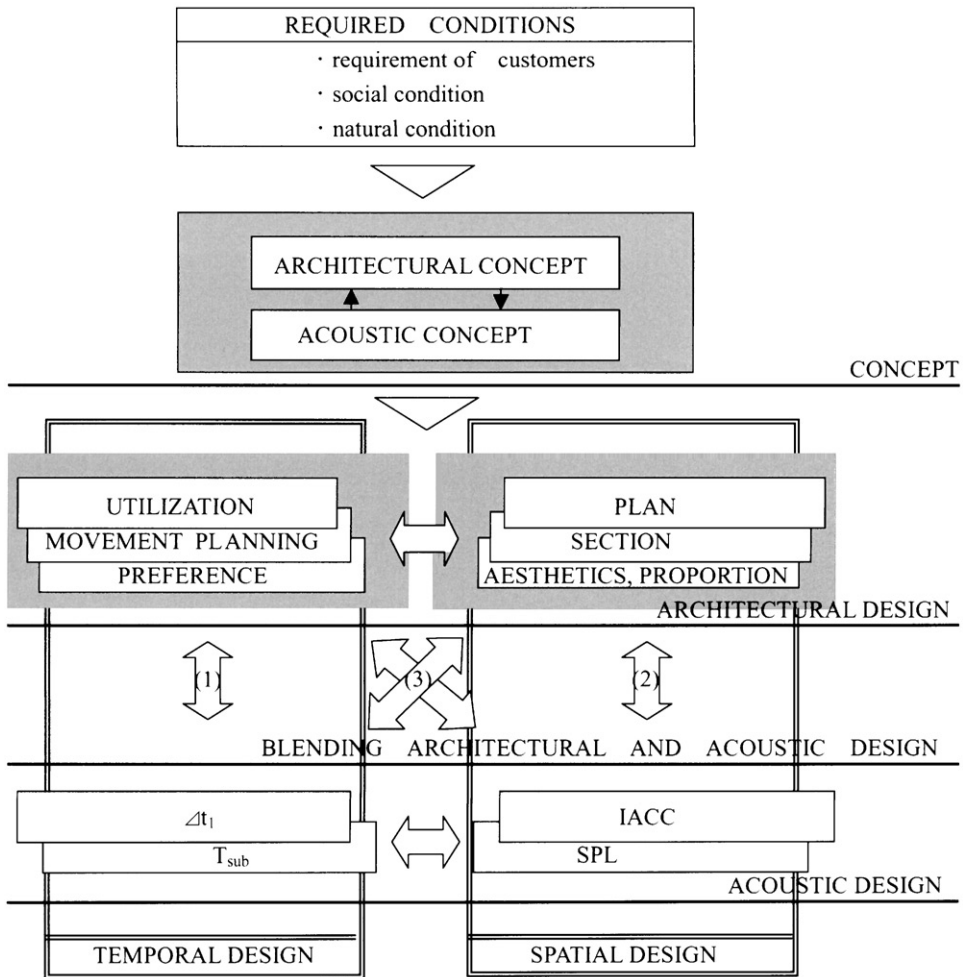 REQUIRED CONDITIONS
· requirement of customers
· social condition
· natural condition
ARCHITECTURAL CONCEPT
ACOUSTIC CONCEPT
CONCEPT
UTILIZATION
MOVEMENT PLANNING
PREFERENCE
PLAN
SECTION
AESTHETICS, PROPORTION
ARCHITECTURAL DESIGN
(1)
(3)
(2)
BLENDING ARCHITECTURAL AND ACOUSTIC DESIGN
⊿t₁
T_sub
IACC
SPL
ACOUSTIC DESIGN
TEMPORAL DESIGN
SPATIAL DESIGN